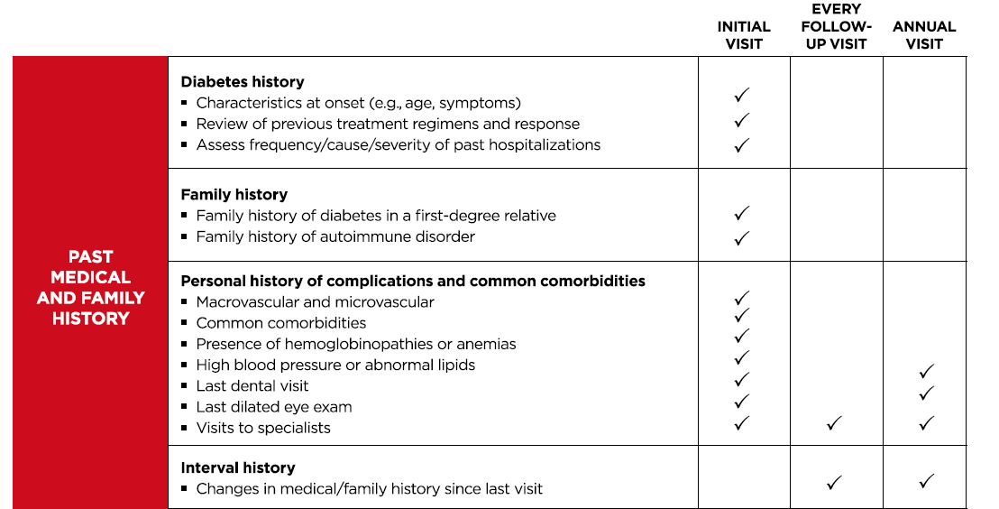 INITIAL VISIT
EVERY FOLLOW-UP VISIT
ANNUAL VISIT
PAST
MEDICAL
AND FAMILY
HISTORY
Diabetes history
▪ Characteristics at onset (e.g., age, symptoms) ✓
▪ Review of previous treatment regimens and response ✓
▪ Assess frequency/cause/severity of past hospitalizations ✓
Family history
▪ Family history of diabetes in a first-degree relative ✓
▪ Family history of autoimmune disorder ✓
Personal history of complications and common comorbidities
▪ Macrovascular and microvascular ✓
▪ Common comorbidities ✓
▪ Presence of hemoglobinopathies or anemias ✓
▪ High blood pressure or abnormal lipids ✓
▪ Last dental visit ✓ ✓
▪ Last dilated eye exam ✓ ✓
▪ Visits to specialists ✓ ✓ ✓
Interval history
▪ Changes in medical/family history since last visit ✓ ✓